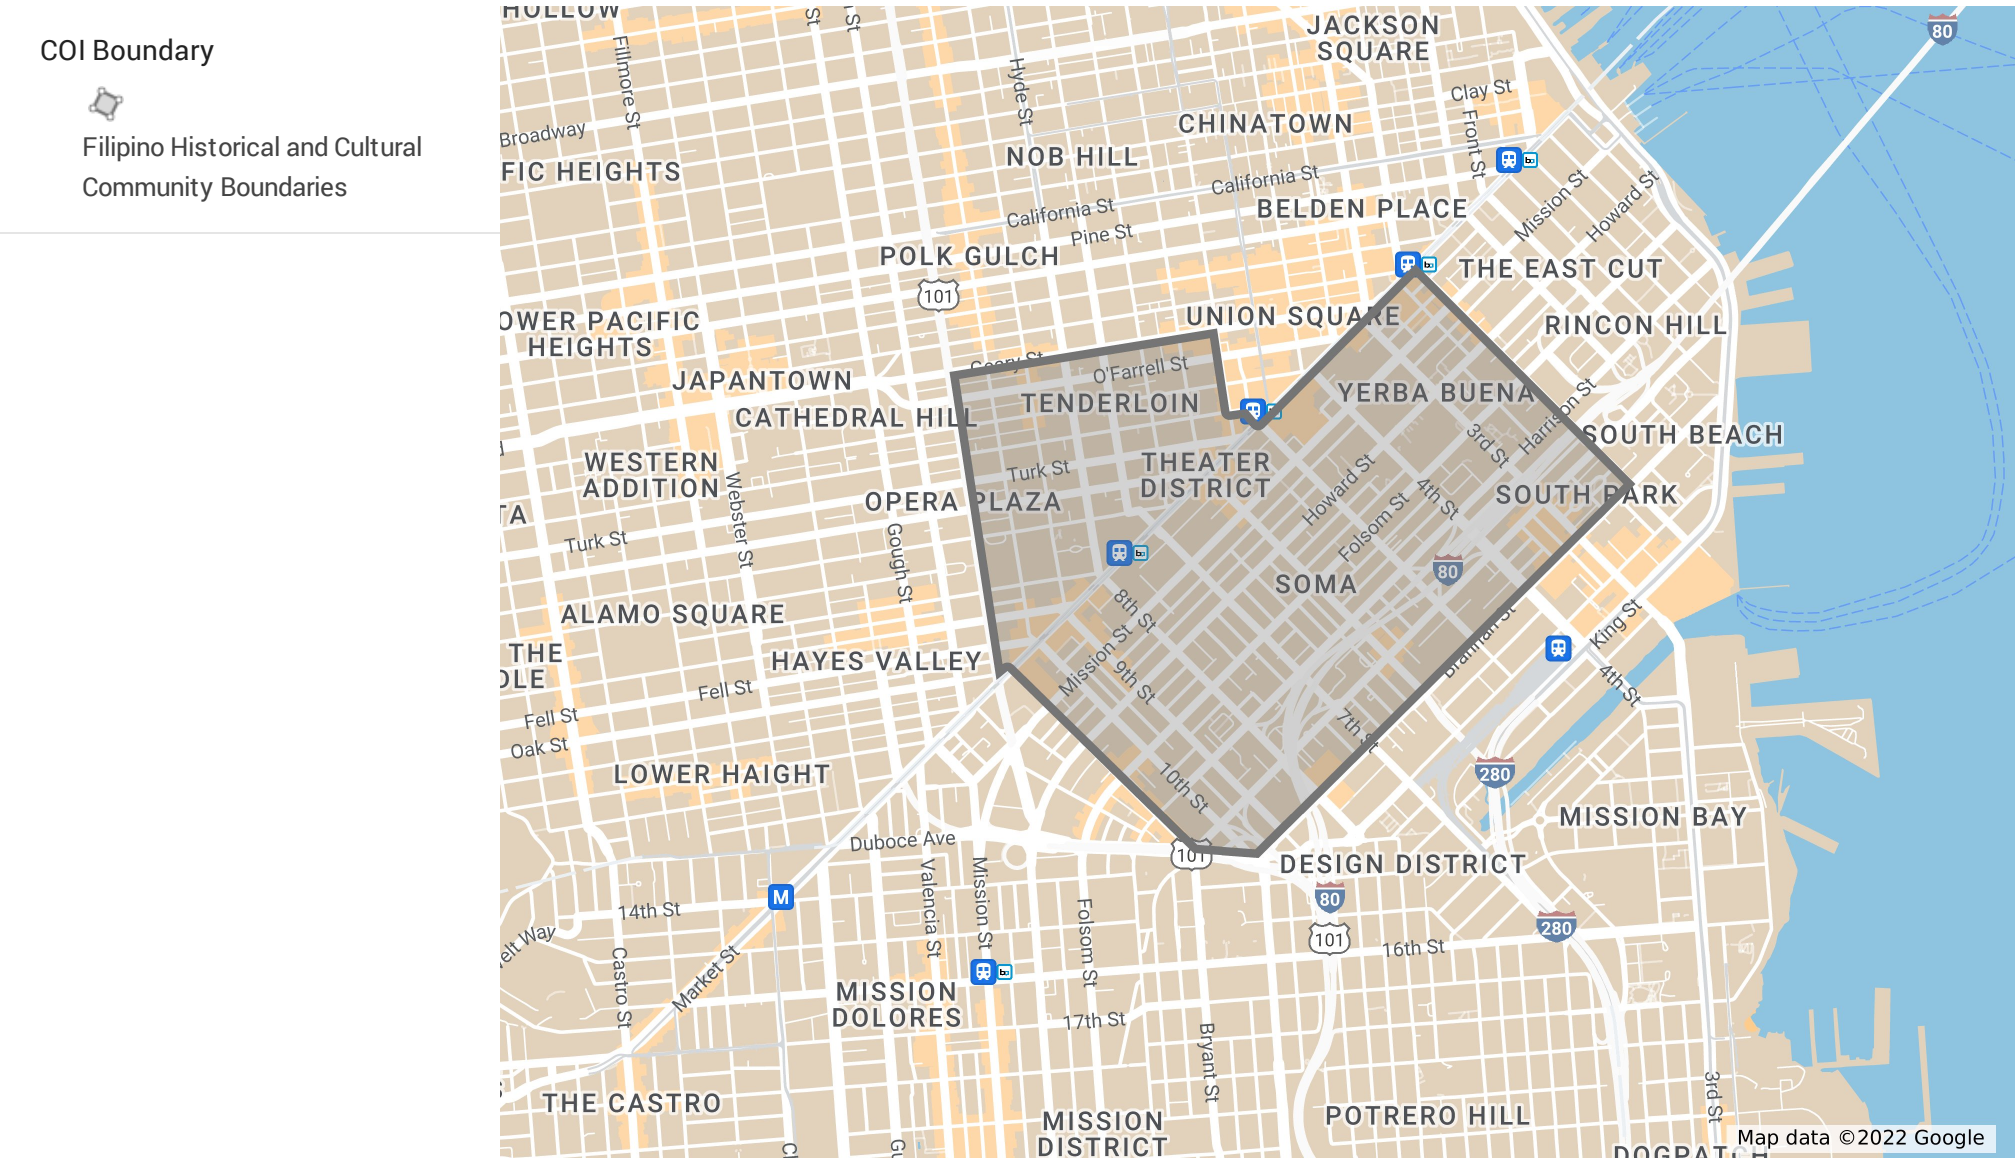 COI Boundary
Filipino Historical and Cultural
Community Boundaries
HOLLOW
JACKSON
SQUARE
80
Fillmore St
Hyde St
Clay St
Front St
Broadway
CHINATOWN
NOB HILL
FIC HEIGHTS
California St
California St
Mission St
Howard St
BELDEN PLACE
Pine St
POLK GULCH
THE EAST CUT
101
UNION SQUARE
OWER PACIFIC
HEIGHTS
RINCON HILL
Geary St
O'Farrell St
JAPANTOWN
TENDERLOIN
YERBA BUENA
CATHEDRAL HILL
3rd St
Harrison St
SOUTH BEACH
WESTERN
ADDITION
Turk St
THEATER
DISTRICT
Howard St
Folsom St
4th St
SOUTH PARK
OPERA PLAZA
TA
Webster St
Gough St
Turk St
SOMA
80
8th St
ALAMO SQUARE
King St
Brannan St
THE
OLE
HAYES VALLEY
Mission St
9th St
4th St
Fell St
Fell St
Oak St
7th St
LOWER HAIGHT
10th St
280
MISSION BAY
Duboce Ave
101
DESIGN DISTRICT
Valencia St
Mission St
Folsom St
M
14th St
80
101
280
16th St
elt Way
Castro St
Market St
MISSION
DOLORES
17th St
Bryant St
3rd St
THE CASTRO
MISSION
DISTRICT
POTRERO HILL
DOGPATCH
Map data ©2022 Google